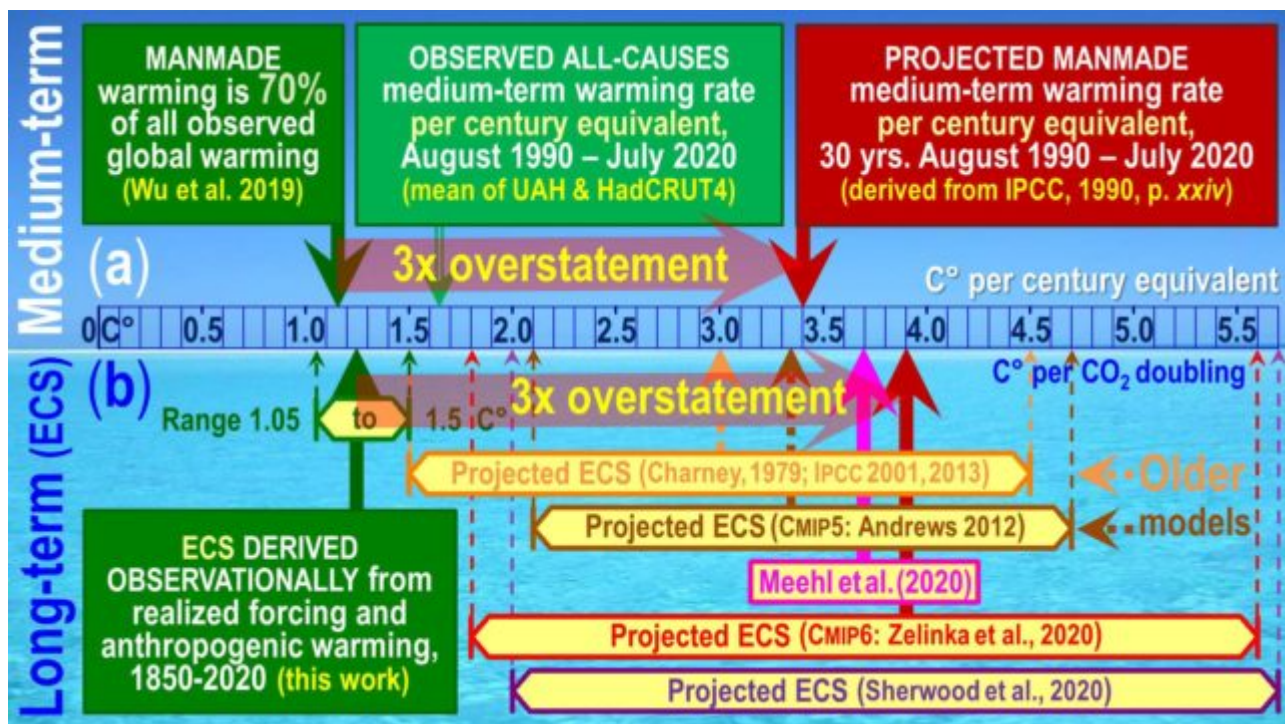 Medium-term
MANMADE
warming is 70%
of all observed
global warming
(Wu et al. 2019)
OBSERVED ALL-CAUSES
medium-term warming rate
per century equivalent,
August 1990 – July 2020
(mean of UAH & HadCRUT4)
PROJECTED MANMADE
medium-term warming rate
per century equivalent,
30 yrs. August 1990 – July 2020
(derived from IPCC, 1990, p. xxiv)
(a)
3x overstatement
C° per century equivalent
0 C° 0.5 1.0 1.5 2.0 2.5 3.0 3.5 4.0 4.5 5.0 5.5
Long-term (ECS)
(b)
3x overstatement
C° per CO₂ doubling
Range 1.05 to 1.5 C°
Projected ECS (Charney, 1979; IPCC 2001, 2013)
Older
Projected ECS (CMIP5: Andrews 2012)
models
Meehl et al. (2020)
ECS DERIVED
OBSERVATIONALLY from
realized forcing and
anthropogenic warming,
1850-2020 (this work)
Projected ECS (CMIP6: Zelinka et al., 2020)
Projected ECS (Sherwood et al., 2020)